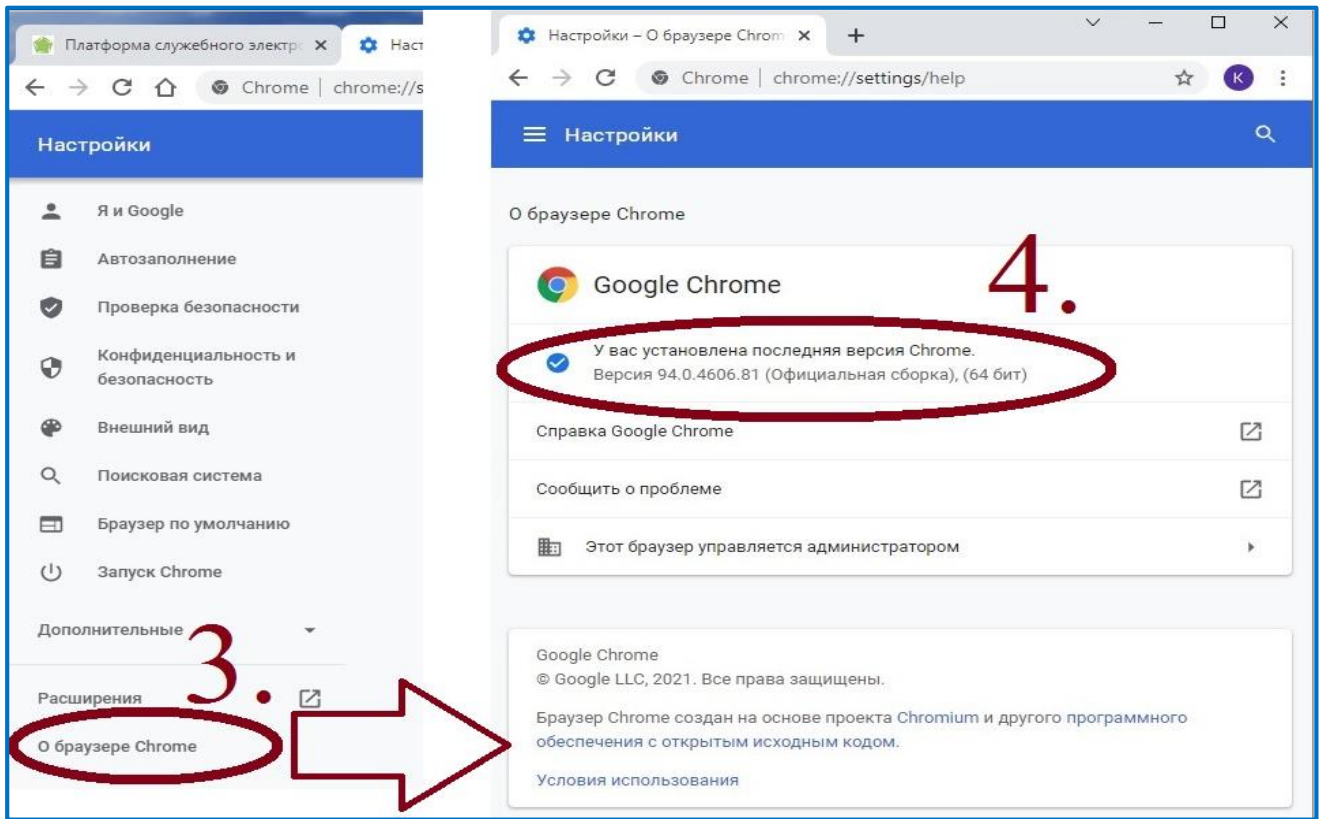 Платформа служебного электр
Наст
Chrome | chrome://s
Настройки
Я и Google
Автозаполнение
Проверка безопасности
Конфиденциальность и
безопасность
Внешний вид
Поисковая система
Браузер по умолчанию
Запуск Chrome
Дополнительные
3.
Расширения
О браузере Chrome
Настройки – О браузере Chrom
Chrome | chrome://settings/help
K
Настройки
О браузере Chrome
4.
Google Chrome
У вас установлена последняя версия Chrome.
Версия 94.0.4606.81 (Официальная сборка), (64 бит)
Справка Google Chrome
Сообщить о проблеме
Этот браузер управляется администратором
Google Chrome
© Google LLC, 2021. Все права защищены.
Браузер Chrome создан на основе проекта Chromium и другого программного
обеспечения с открытым исходным кодом.
Условия использования